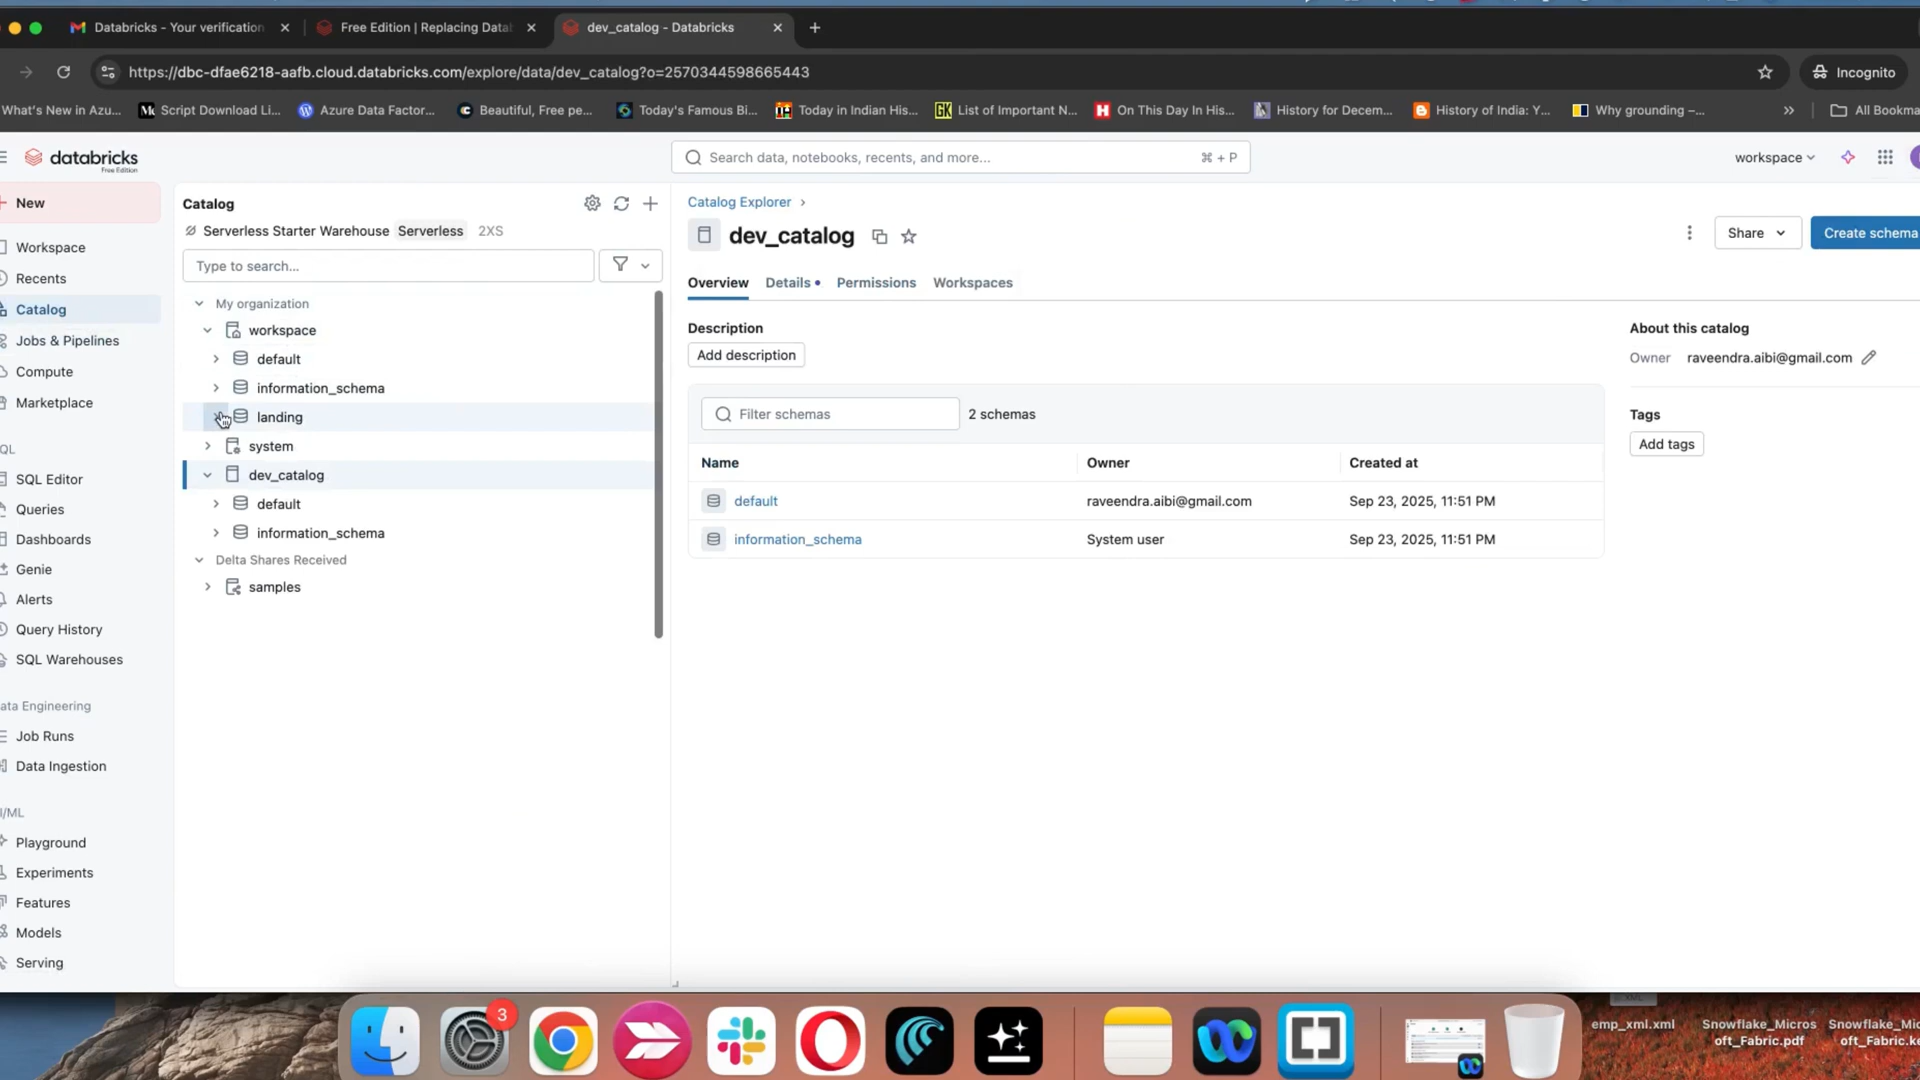 Databricks - Your verification
Free Edition | Replacing Datab
dev_catalog - Databricks
https://dbc-dfae6218-aafb.cloud.databricks.com/explore/data/dev_catalog?o=2570344598665443
Incognito
What's New in Azu...
Script Download Li...
Azure Data Factor...
Beautiful, Free pe...
Today's Famous Bi...
Today in Indian His...
GK
List of Important N...
H
On This Day In His...
History for Decem...
History of India: Y...
Why grounding –...
»
All Bookma
databricks
Free Edition
Search data, notebooks, recents, and more...
⌘ + P
workspace
New
Workspace
Recents
Catalog
Jobs & Pipelines
Compute
Marketplace
QL
SQL Editor
Queries
Dashboards
Genie
Alerts
Query History
SQL Warehouses
ata Engineering
Job Runs
Data Ingestion
I/ML
Playground
Experiments
Features
Models
Serving
Catalog
Serverless Starter Warehouse Serverless 2XS
Type to search...
My organization
workspace
default
information_schema
landing
system
dev_catalog
default
information_schema
Delta Shares Received
samples
Catalog Explorer ›
dev_catalog
Share
Create schema
Overview Details • Permissions Workspaces
Description
Add description
Filter schemas
2 schemas
Name Owner Created at
default raveendra.aibi@gmail.com Sep 23, 2025, 11:51 PM
information_schema System user Sep 23, 2025, 11:51 PM
About this catalog
Owner raveendra.aibi@gmail.com
Tags
Add tags
3
emp_xml.xml
Snowflake_Micros
oft_Fabric.pdf
Snowflake_Mic
oft_Fabric.ke